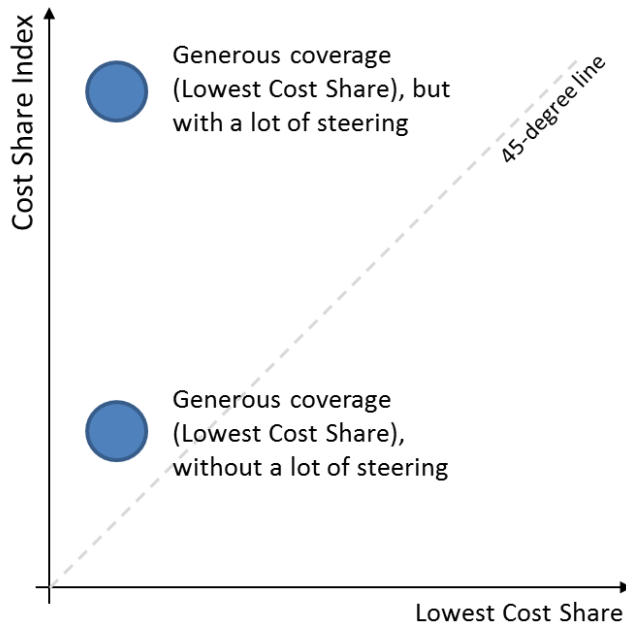 Cost Share Index
Generous coverage
(Lowest Cost Share), but
with a lot of steering
45-degree line
Generous coverage
(Lowest Cost Share),
without a lot of steering
Lowest Cost Share